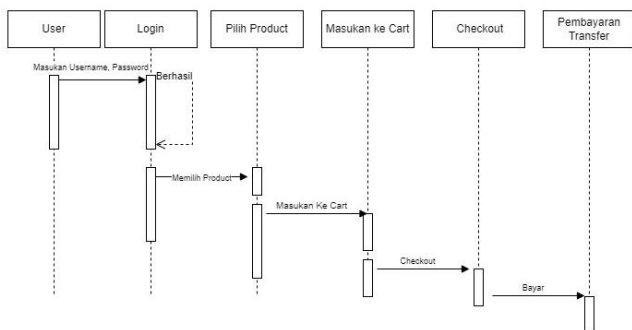 User
Login
Pilih Product
Masukan ke Cart
Checkout
Pembayaran
Transfer
Masukan Username, Password
Berhasil
Memilih Product
Masukan Ke Cart
Checkout
Bayar